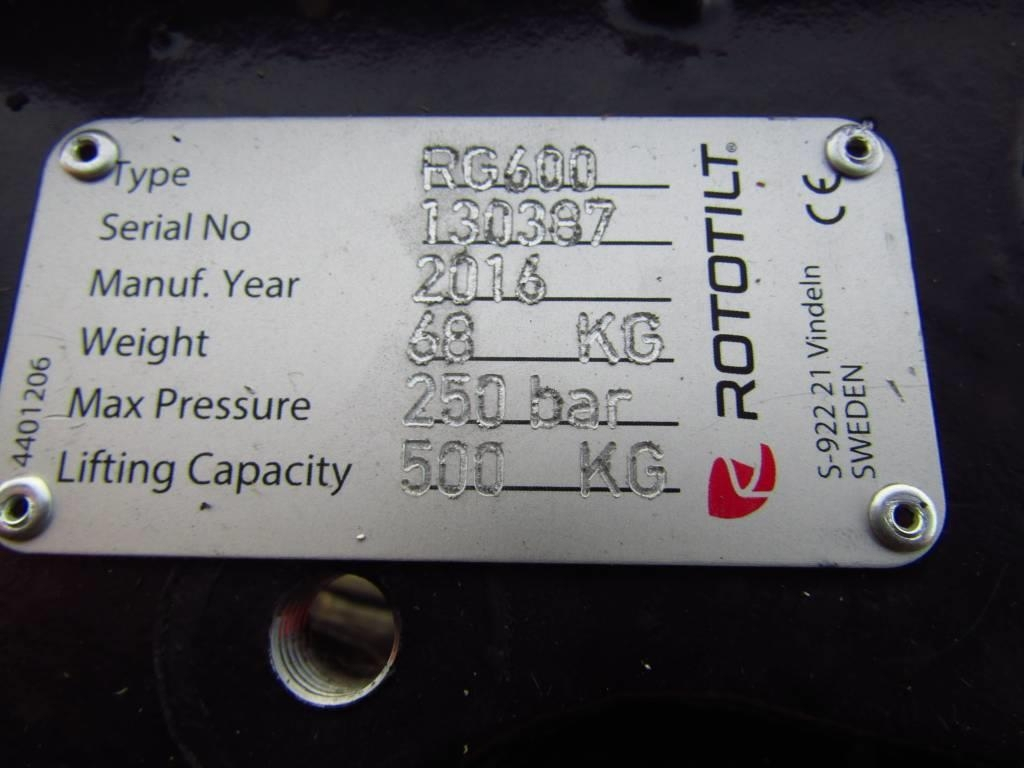 Type RG600
Serial No 130387
Manuf. Year 2016
Weight 68 KG
Max Pressure 250 bar
Lifting Capacity 500 KG
4401206
ROTOTILT®
CE
S-922 21 Vindeln
SWEDEN